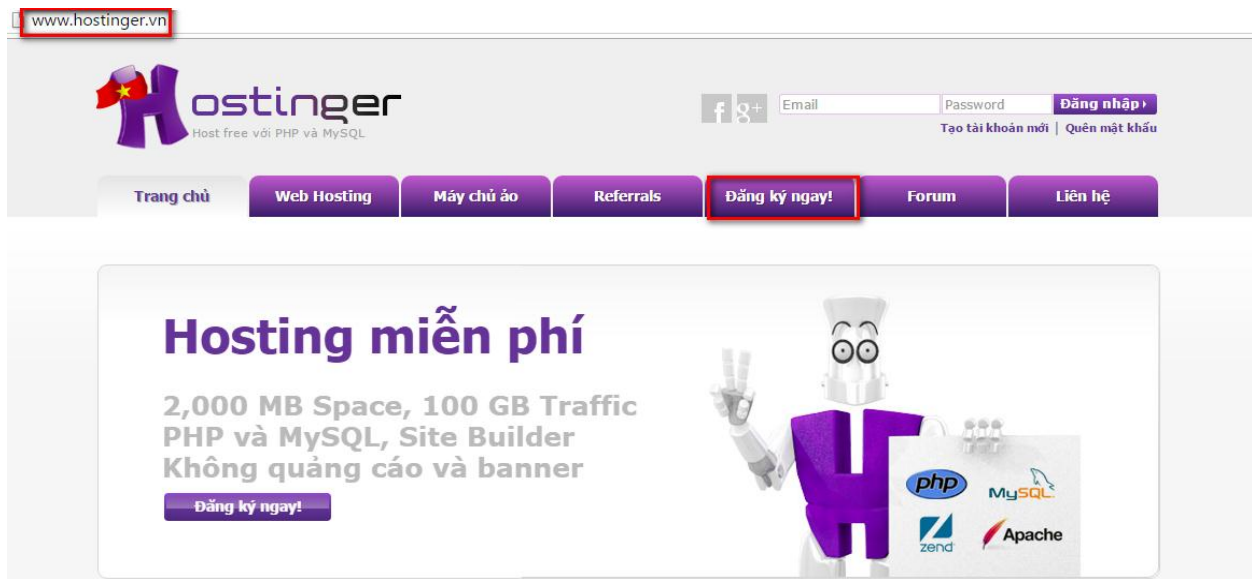 www.hostinger.vn
Hostinger
Host free với PHP và MySQL
f g+ Email Password Đăng nhập
Tạo tài khoản mới | Quên mật khẩu
Trang chủ Web Hosting Máy chủ ảo Referrals Đăng ký ngay! Forum Liên hệ
Hosting miễn phí
2,000 MB Space, 100 GB Traffic
PHP và MySQL, Site Builder
Không quảng cáo và banner
Đăng ký ngay!
php MySQL
zend Apache